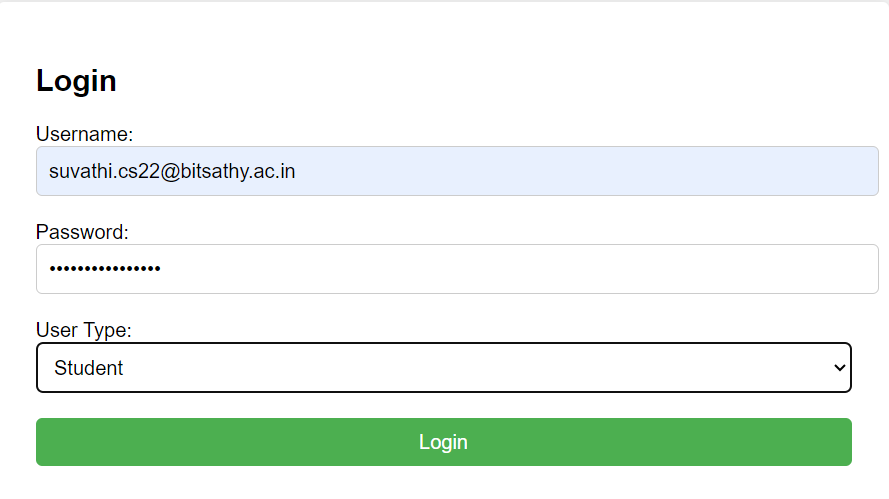 Login
Username:
suvathi.cs22@bitsathy.ac.in
Password:
••••••••••••••••
User Type:
Student
Login